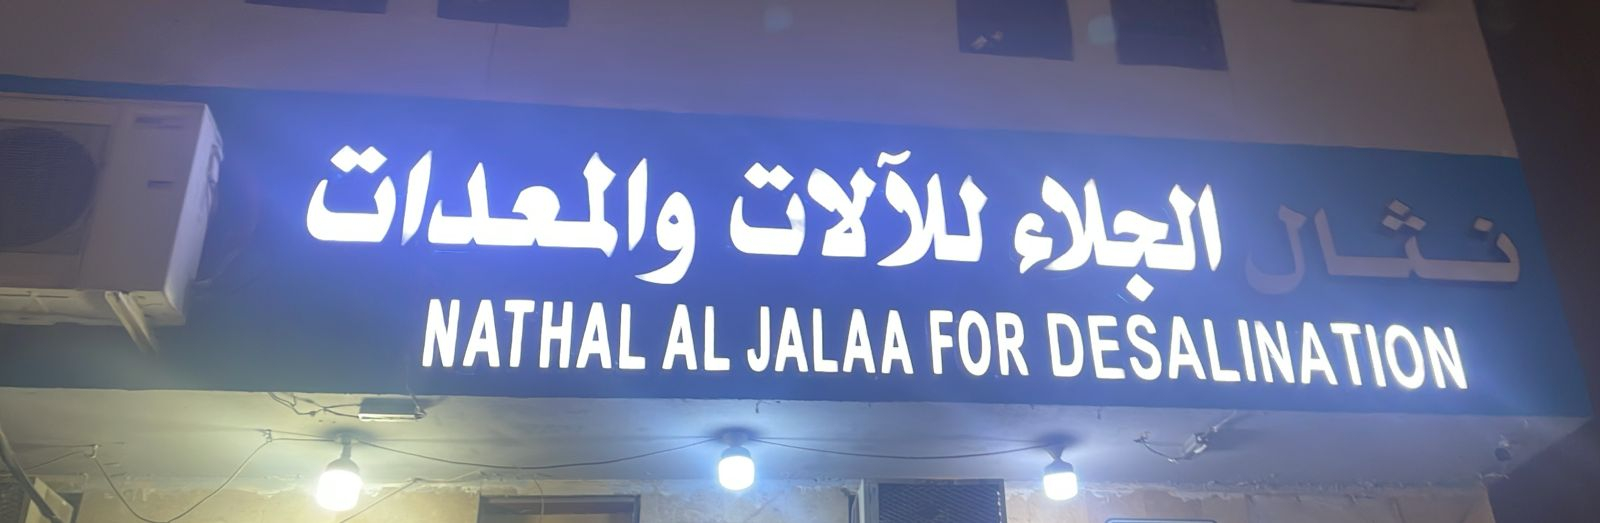 نثال الجلاء للآلات والمعدات
NATHAL AL JALAA FOR DESALINATION